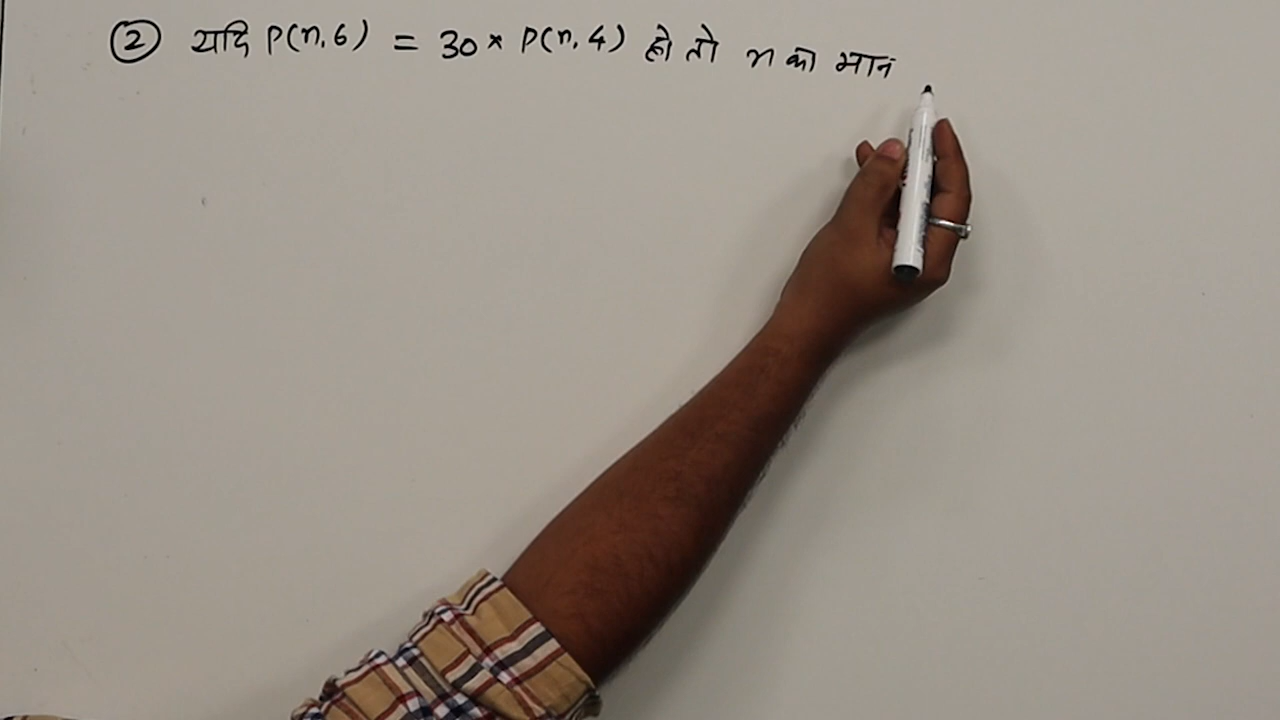 ② यदि P(n,6) = 30 × P(n,4) हो तो n का मान